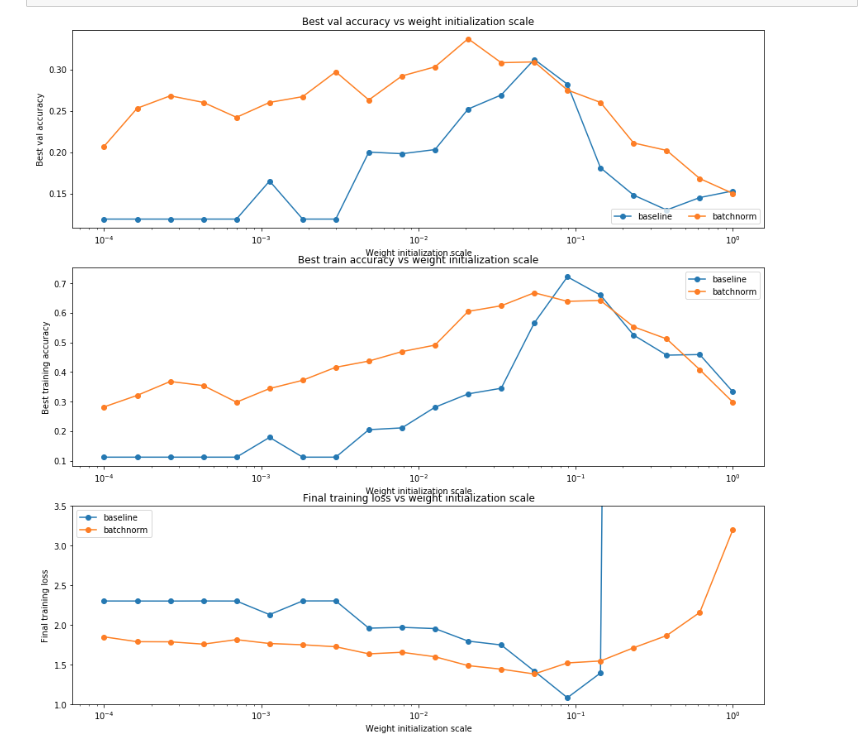 Best val accuracy vs weight initialization scale
0.30
0.25
0.20
0.15
Best val accuracy
baseline batchnorm
10⁻⁴ 10⁻³ 10⁻² 10⁻¹ 10⁰
Weight initialization scale
Best train accuracy vs weight initialization scale
0.7
0.6
0.5
0.4
0.3
0.2
0.1
Best training accuracy
baseline
batchnorm
10⁻⁴ 10⁻³ 10⁻² 10⁻¹ 10⁰
Weight initialization scale
Final training loss vs weight initialization scale
3.5
3.0
2.5
2.0
1.5
1.0
Final training loss
baseline
batchnorm
10⁻⁴ 10⁻³ 10⁻² 10⁻¹ 10⁰
Weight initialization scale